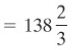 = 138 2/3